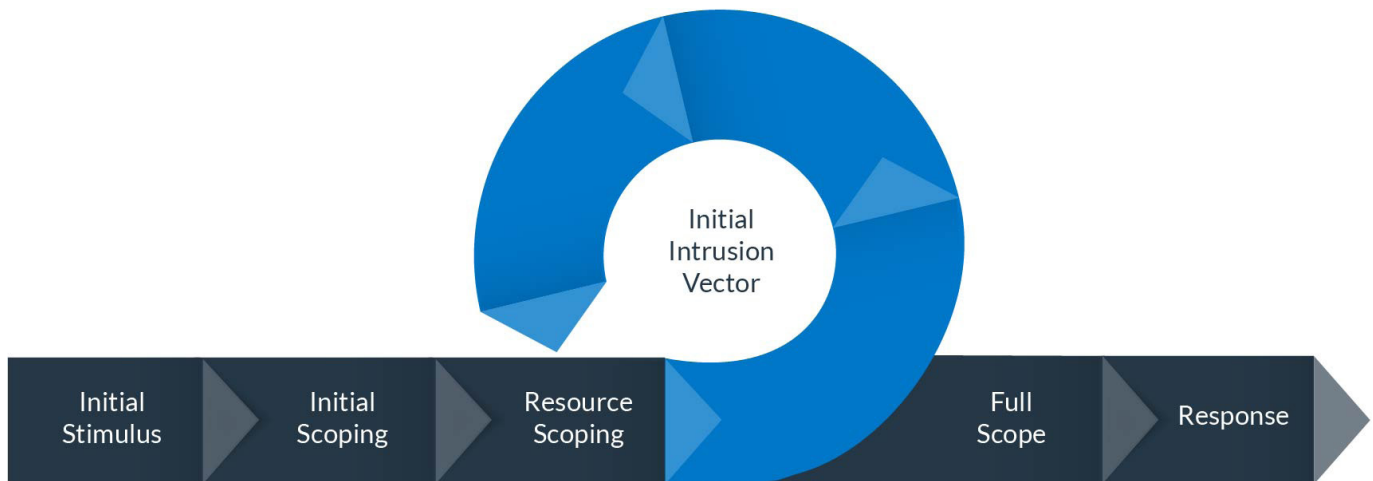 Initial
Intrusion
Vector
Initial
Stimulus
Initial
Scoping
Resource
Scoping
Full
Scope
Response